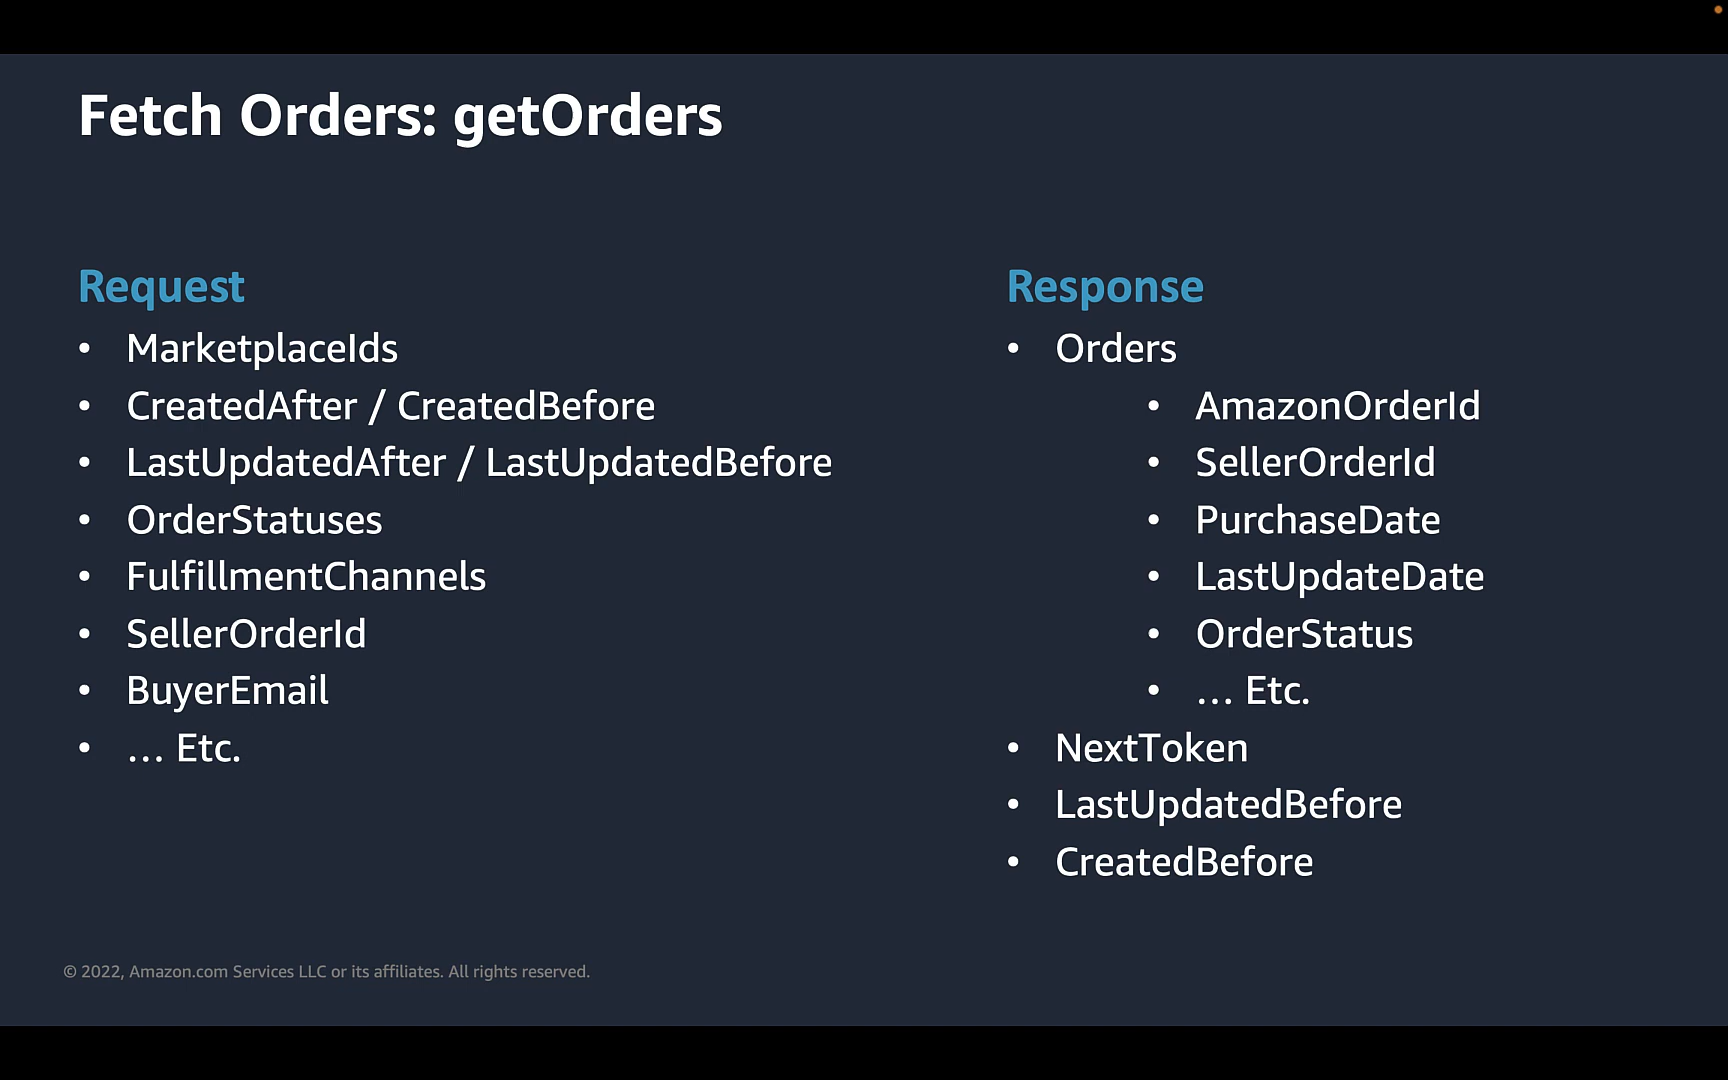 Fetch Orders: getOrders
Request
• MarketplaceIds
• CreatedAfter / CreatedBefore
• LastUpdatedAfter / LastUpdatedBefore
• OrderStatuses
• FulfillmentChannels
• SellerOrderId
• BuyerEmail
• … Etc.
Response
• Orders
• AmazonOrderId
• SellerOrderId
• PurchaseDate
• LastUpdateDate
• OrderStatus
• … Etc.
• NextToken
• LastUpdatedBefore
• CreatedBefore
© 2022, Amazon.com Services LLC or its affiliates. All rights reserved.